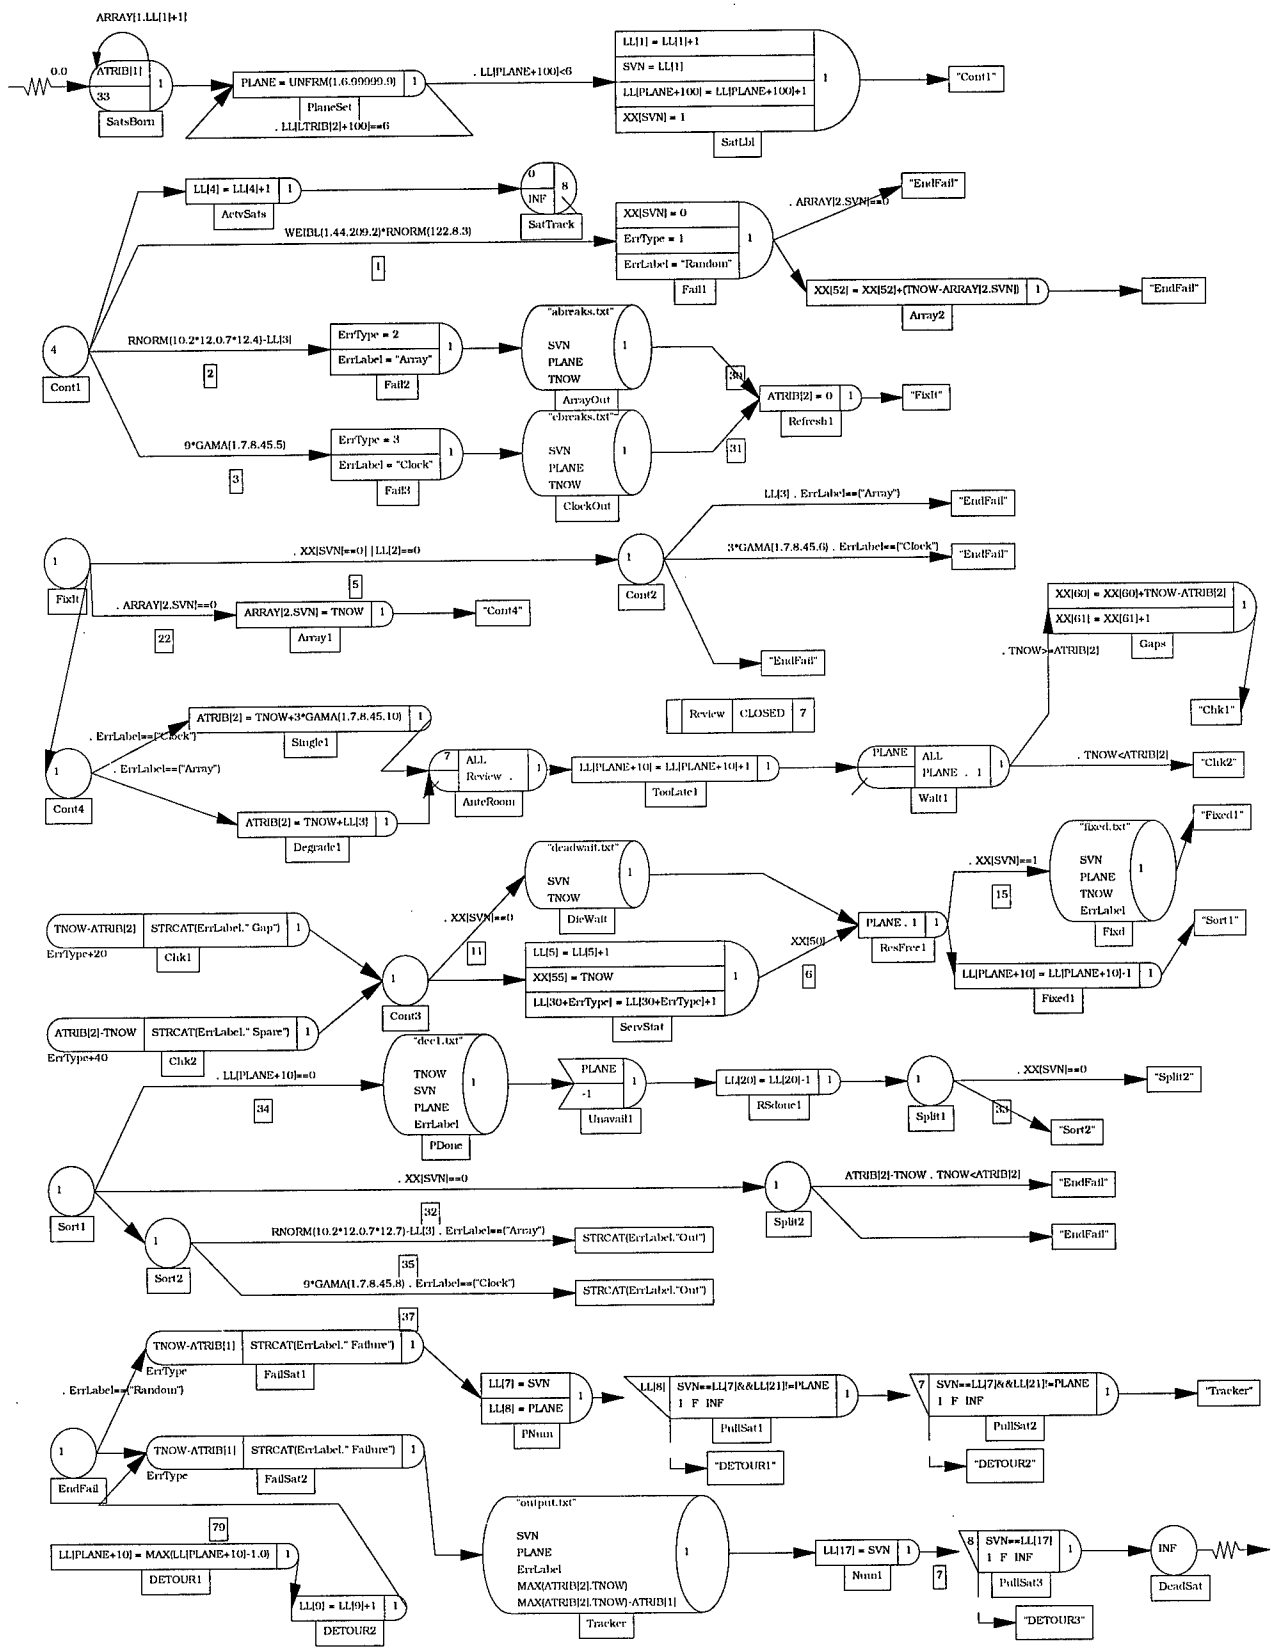 ARRAY[1,LL[1]+1]
0.0
ATRIB[1]
33
1
SatsBorn
PLANE = UNFRM(1,6.99999,9)
1
PlaneSet
, LL[LTRIB[2]+100]==6
, LL[PLANE+100]<6
LL[1] = LL[1]+1
SVN = LL[1]
LL[PLANE+100] = LL[PLANE+100]+1
XX[SVN] = 1
1
SatLbl
"Cont1"
LL[4] = LL[4]+1
1
ActvSats
0
INF
8
SatTrack
WEIBL(1.44,209.2)*RNORM(122,8,3)
1
XX[SVN] = 0
ErrType = 1
ErrLabel = "Random"
1
Fail1
, ARRAY[2,SVN]==0
"EndFail"
XX[52] = XX[52]+(TNOW-ARRAY[2,SVN])
1
Array2
"EndFail"
4
Cont1
RNORM(10.2*12,0.7*12,4)-LL[3]
2
ErrType = 2
ErrLabel = "Array"
1
Fail2
"abreaks.txt"
SVN
PLANE
TNOW
1
ArrayOut
30
ATRIB[2] = 0
1
Refresh1
"FixIt"
9*GAMA(1.7,8.45,5)
3
ErrType = 3
ErrLabel = "Clock"
1
Fail3
"cbreaks.txt"
SVN
PLANE
TNOW
1
ClockOut
31
LL[3] , ErrLabel==("Array")
"EndFail"
1
FixIt
, XX[SVN]==0||LL[2]==0
5
1
Cont2
3*GAMA(1.7,8.45,6) , ErrLabel==("Clock")
"EndFail"
"EndFail"
, ARRAY[2,SVN]==0
22
ARRAY[2,SVN] = TNOW
1
Array1
"Cont4"
XX[60] = XX[60]+TNOW-ATRIB[2]
XX[61] = XX[61]+1
1
Gaps
, TNOW>=ATRIB[2]
"Chk1"
Review
CLOSED
7
1
Cont4
, ErrLabel==("Clock")
ATRIB[2] = TNOW+3*GAMA(1.7,8.45,10)
1
Single1
, ErrLabel==("Array")
ATRIB[2] = TNOW+LL[3]
1
Degrade1
7
ALL
Review ,
1
AnteRoom
LL[PLANE+10] = LL[PLANE+10]+1
1
TooLate1
PLANE
ALL
PLANE , 1
1
Wait1
, TNOW<ATRIB[2]
"Chk2"
TNOW-ATRIB[2]
STRCAT(ErrLabel," Gap")
1
ErrType+20
Chk1
ATRIB[2]-TNOW
STRCAT(ErrLabel," Spare")
1
ErrType+40
Chk2
1
Cont3
, XX[SVN]==0
11
"deadwait.txt"
SVN
TNOW
1
DieWait
LL[5] = LL[5]+1
XX[55] = TNOW
LL[30+ErrType] = LL[30+ErrType]+1
1
ServStat
XX[50]
6
PLANE , 1
1
ResFree1
, XX[SVN]==1
15
"fixed.txt"
SVN
PLANE
TNOW
ErrLabel
1
Fixd
"Fixed1"
LL[PLANE+10] = LL[PLANE+10]-1
1
Fixed1
"Sort1"
1
Sort1
, LL[PLANE+10]==0
34
"dec1.txt"
TNOW
SVN
PLANE
ErrLabel
1
PDone
PLANE
-1
1
Unavail1
LL[20] = LL[20]-1
1
RSdone1
1
Split1
, XX[SVN]==0
"Split2"
33
"Sort2"
, XX[SVN]==0
32
1
Split2
ATRIB[2]-TNOW , TNOW<ATRIB[2]
"EndFail"
"EndFail"
1
Sort2
RNORM(10.2*12,0.7*12,7)-LL[3] , ErrLabel==("Array")
35
STRCAT(ErrLabel,"Out")
9*GAMA(1.7,8.45,8) , ErrLabel==("Clock")
37
STRCAT(ErrLabel,"Out")
1
EndFail
, ErrLabel==("Random")
TNOW-ATRIB[1]
STRCAT(ErrLabel," Failure")
1
ErrType
FailSat1
LL[7] = SVN
LL[8] = PLANE
1
PNum
LL[8]
SVN==LL[7]&&LL[21]!=PLANE
1 F INF
1
PullSat1
"DETOUR1"
7
SVN==LL[7]&&LL[21]!=PLANE
1 F INF
1
PullSat2
"DETOUR2"
"Tracker"
TNOW-ATRIB[1]
STRCAT(ErrLabel," Failure")
1
ErrType
FailSat2
79
LL[PLANE+10] = MAX(LL[PLANE+10]-1,0)
1
DETOUR1
LL[9] = LL[9]+1
1
DETOUR2
"output.txt"
SVN
PLANE
ErrLabel
MAX(ATRIB[2],TNOW)
MAX(ATRIB[2],TNOW)-ATRIB[1]
1
Tracker
LL[17] = SVN
1
Num1
7
8
SVN==LL[17]
1 F INF
1
PullSat3
"DETOUR3"
INF
DeadSat